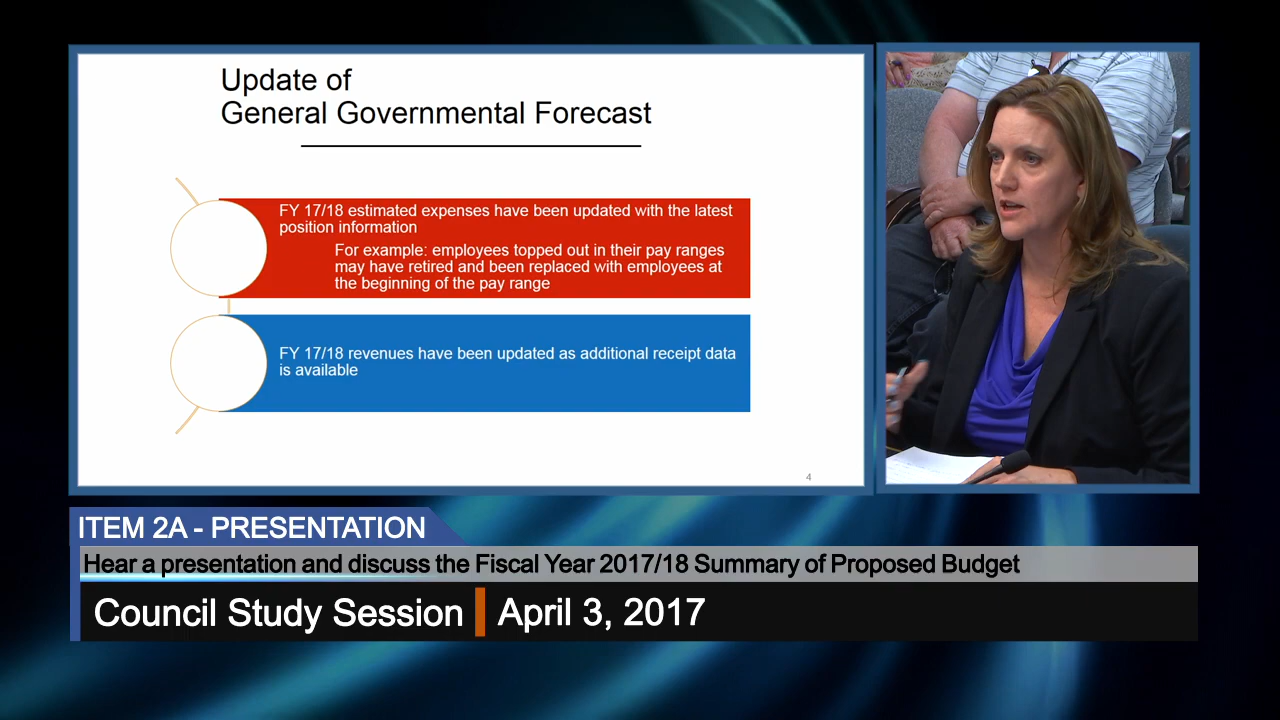 Update of
General Governmental Forecast
FY 17/18 estimated expenses have been updated with the latest
position information
For example: employees topped out in their pay ranges
may have retired and been replaced with employees at
the beginning of the pay range
FY 17/18 revenues have been updated as additional receipt data
is available
4
ITEM 2A - PRESENTATION
Hear a presentation and discuss the Fiscal Year 2017/18 Summary of Proposed Budget
Council Study Session
April 3, 2017